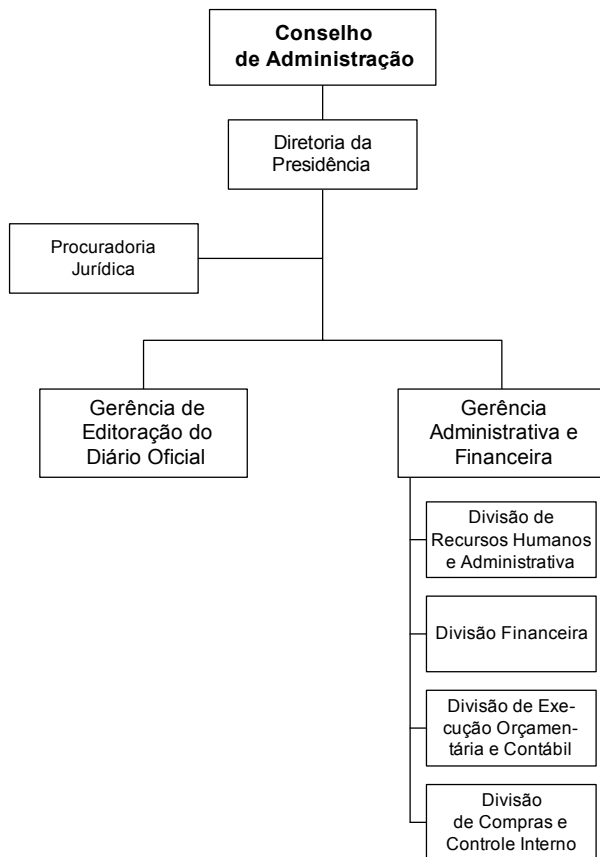 Conselho
de Administração
Diretoria da
Presidência
Procuradoria
Jurídica
Gerência de
Editoração do
Diário Oficial
Gerência
Administrativa e
Financeira
Divisão de
Recursos Humanos
e Administrativa
Divisão Financeira
Divisão de Exe-
cução Orçamen-
tária e Contábil
Divisão
de Compras e
Controle Interno